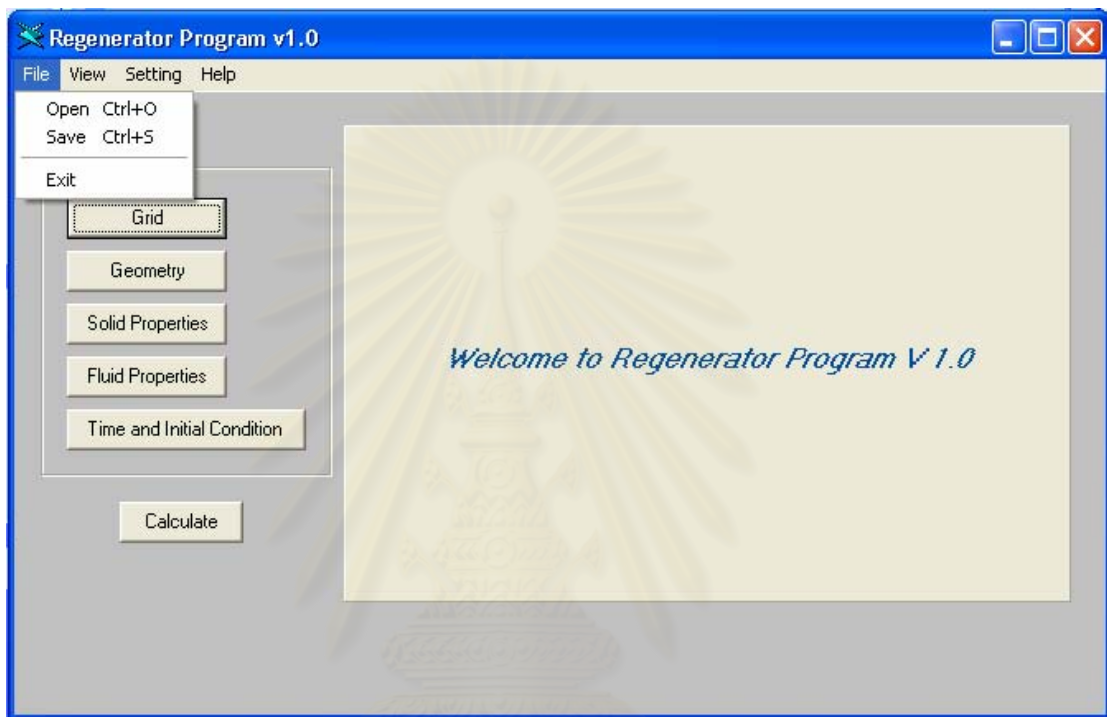 Regenerator Program v1.0
File View Setting Help
Open Ctrl+O
Save Ctrl+S
Exit
Grid
Geometry
Solid Properties
Fluid Properties
Time and Initial Condition
Calculate
Welcome to Regenerator Program V 1.0